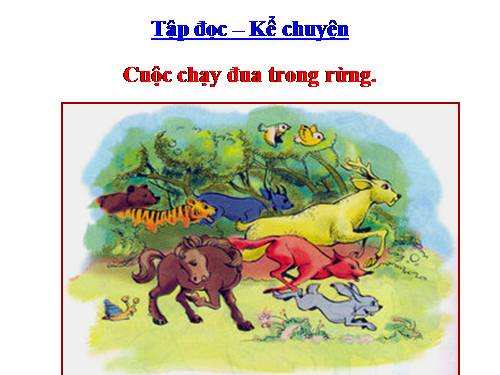 Tập đọc – Kể chuyện
Cuộc chạy đua trong rừng.